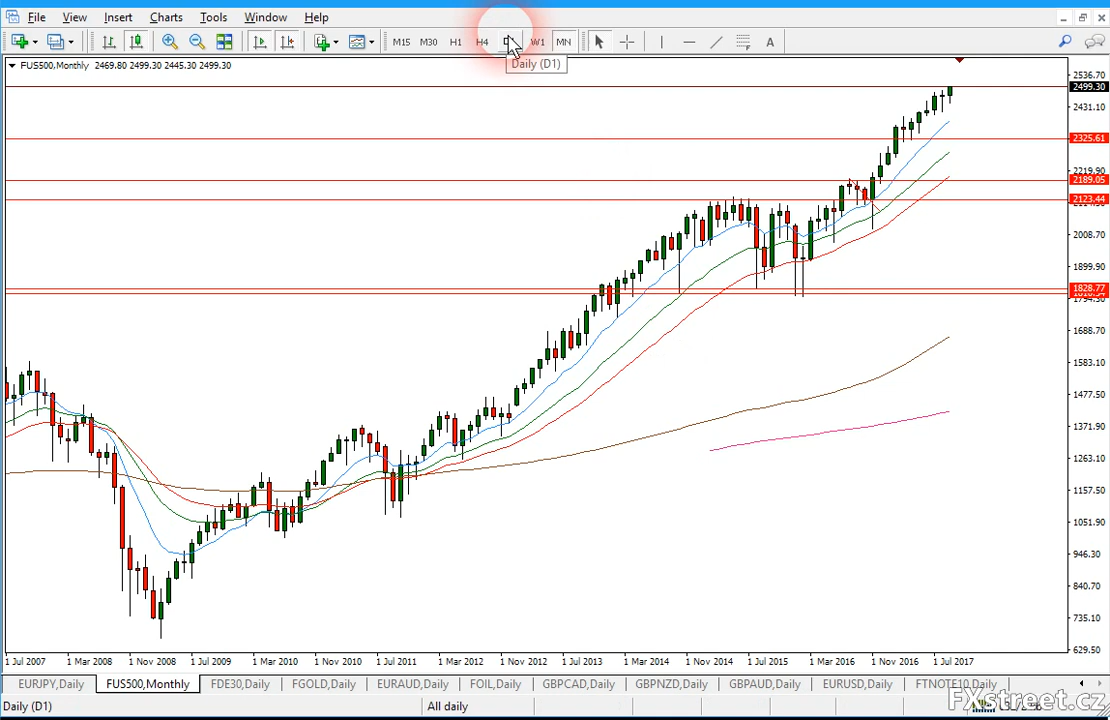 File View Insert Charts Tools Window Help
M15 M30 H1 H4 W1 MN A
Daily (D1)
FUS500,Monthly 2469.80 2499.30 2445.30 2499.30
2536.70
2499.30
2431.10
2325.61
2219.90
2189.05
2123.44
2008.70
1899.90
1828.77
1688.70
1583.10
1477.50
1371.90
1263.10
1157.50
1051.90
946.30
840.70
735.10
629.50
1 Jul 2007 1 Mar 2008 1 Nov 2008 1 Jul 2009 1 Mar 2010 1 Nov 2010 1 Jul 2011 1 Mar 2012 1 Nov 2012 1 Jul 2013 1 Mar 2014 1 Nov 2014 1 Jul 2015 1 Mar 2016 1 Nov 2016 1 Jul 2017
EURJPY,Daily FUS500,Monthly FDE30,Daily FGOLD,Daily EURAUD,Daily FOIL,Daily GBPCAD,Daily GBPNZD,Daily GBPAUD,Daily EURUSD,Daily FTNOTE10,Daily
Daily (D1) All daily
FXstreet.cz